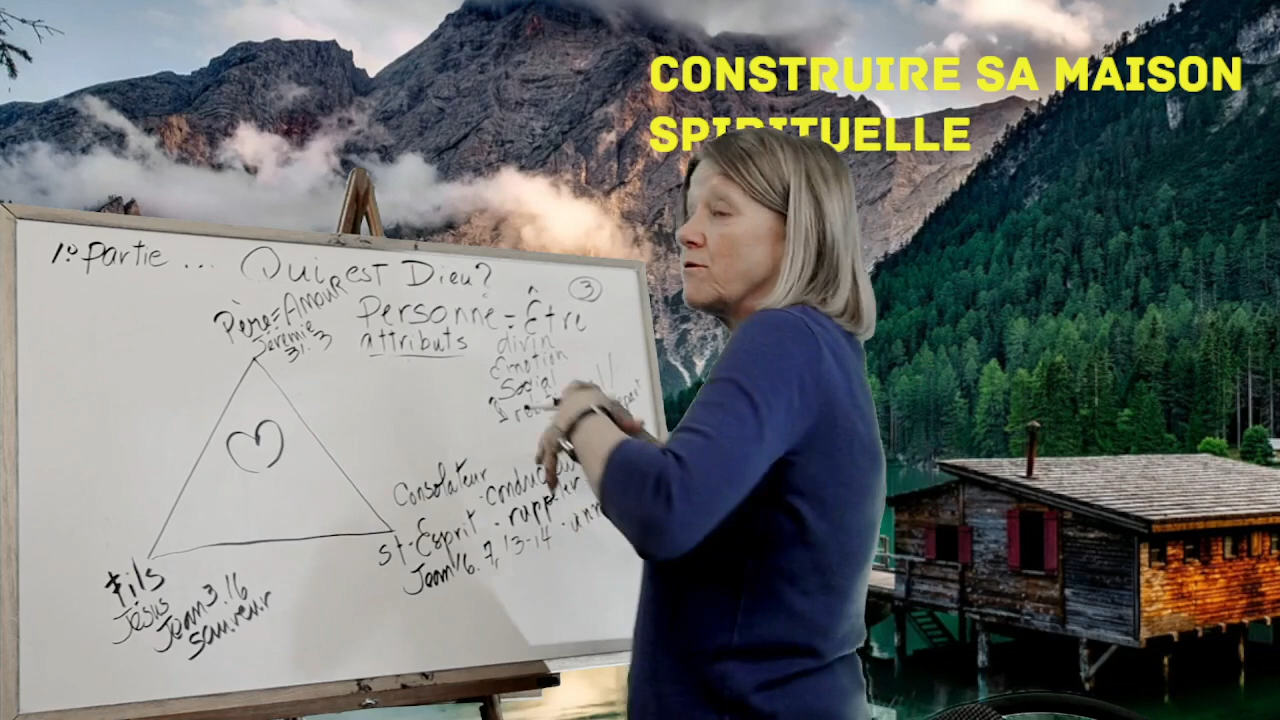 CONSTRUIRE SA MAISON
SPIRITUELLE
1º partie ... Qui est Dieu?
3
Père = Amour
Jérémie
31:3
Personne = Être
attributs divin
Émotion
Social
Consolateur
St-Esprit
Jean 16. 7, 13-14
Fils
Jésus
Jean 3.16
sauveur